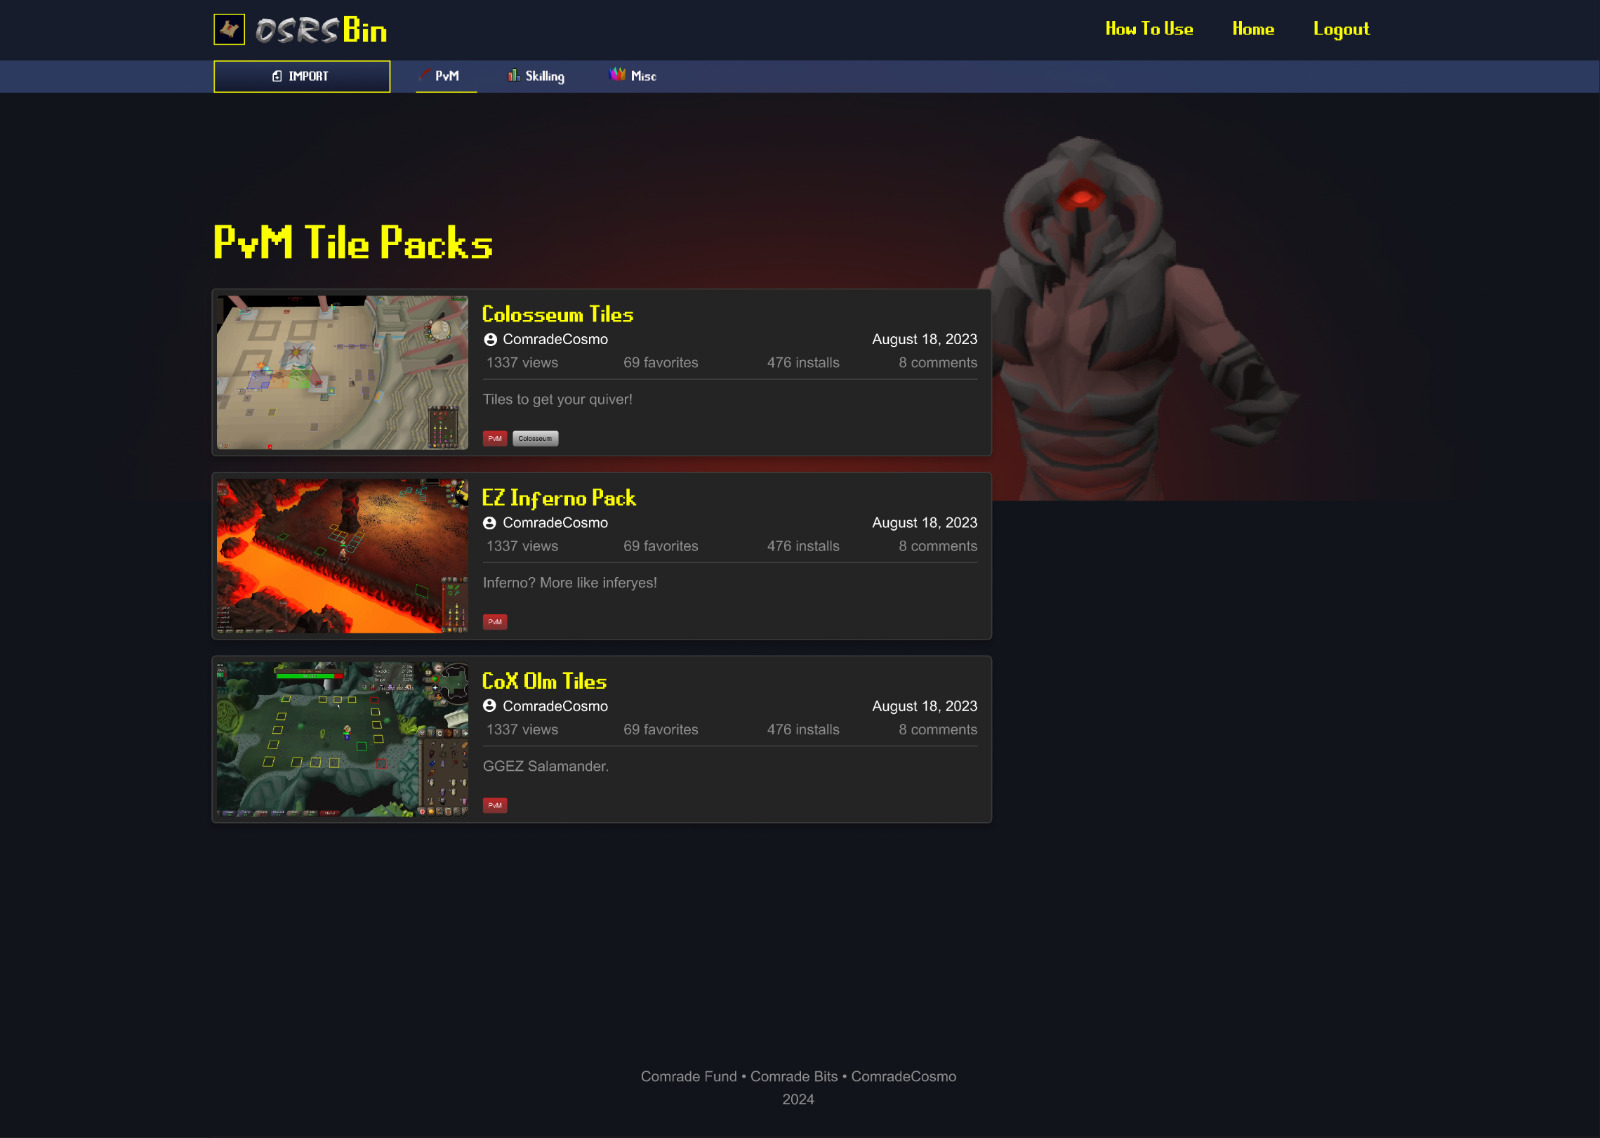 OSRS Bin
How To Use
Home
Logout
IMPORT
PvM
Skilling
Misc
PvM Tile Packs
Colosseum Tiles
ComradeCosmo
August 18, 2023
1337 views
69 favorites
476 installs
8 comments
Tiles to get your quiver!
PvM
Colosseum
EZ Inferno Pack
ComradeCosmo
August 18, 2023
1337 views
69 favorites
476 installs
8 comments
Inferno? More like inferyes!
PvM
CoX Olm Tiles
ComradeCosmo
August 18, 2023
1337 views
69 favorites
476 installs
8 comments
GGEZ Salamander.
PvM
Comrade Fund • Comrade Bits • ComradeCosmo
2024